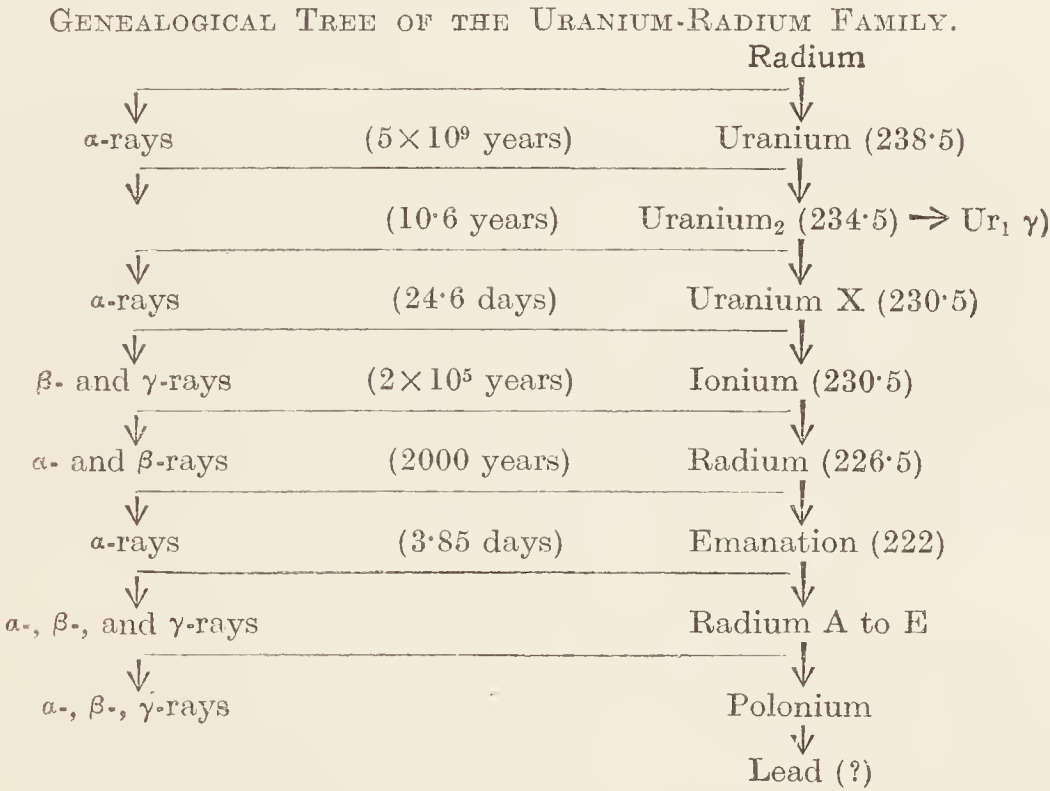 GENEALOGICAL TREE OF THE URANIUM-RADIUM FAMILY.
Radium
α-rays (5×10⁹ years) Uranium (238·5)
(10·6 years) Uranium₂ (234·5) → Ur₁ γ)
α-rays (24·6 days) Uranium X (230·5)
β- and γ-rays (2×10⁵ years) Ionium (230·5)
α- and β-rays (2000 years) Radium (226·5)
α-rays (3·85 days) Emanation (222)
α-, β-, and γ-rays Radium A to E
α-, β-, γ-rays Polonium
Lead (?)